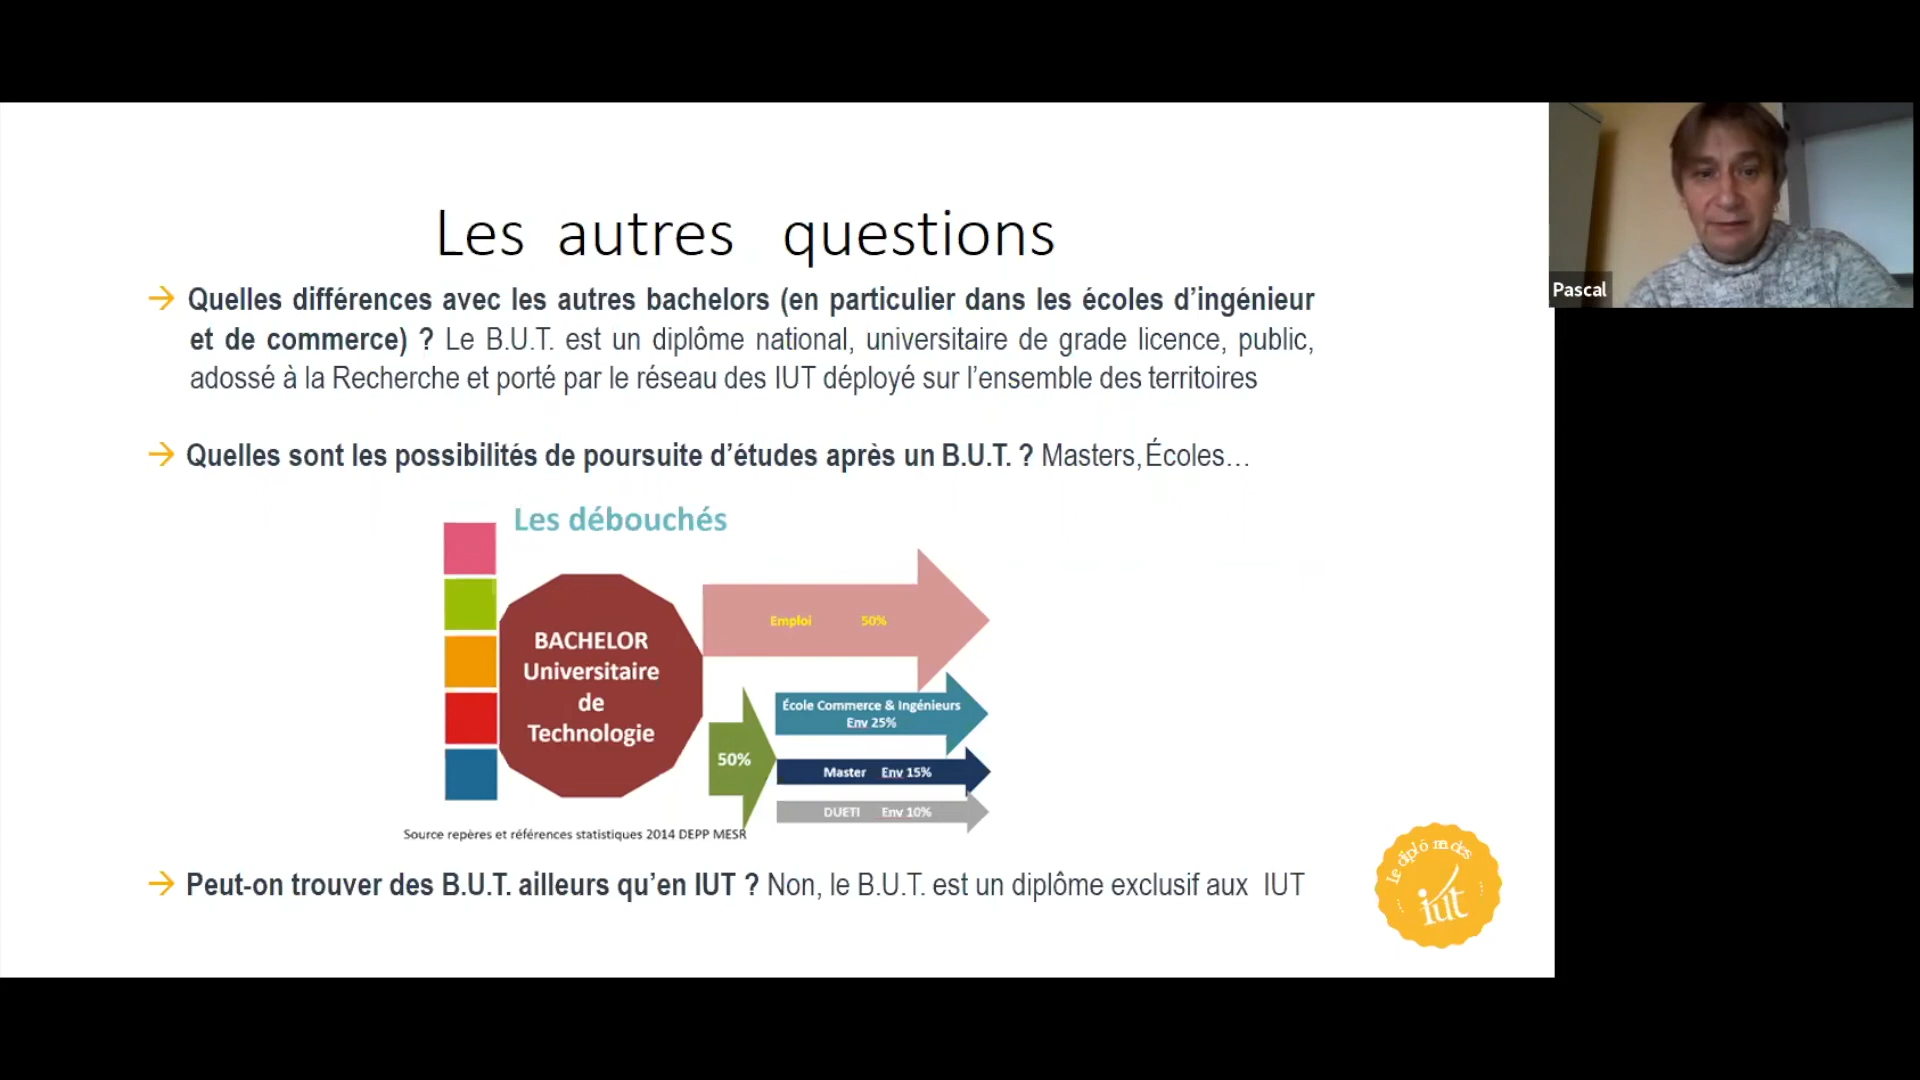 Les autres questions
→ Quelles différences avec les autres bachelors (en particulier dans les écoles d’ingénieur
et de commerce) ? Le B.U.T. est un diplôme national, universitaire de grade licence, public,
adossé à la Recherche et porté par le réseau des IUT déployé sur l’ensemble des territoires
→ Quelles sont les possibilités de poursuite d’études après un B.U.T. ? Masters, Écoles…
Les débouchés
BACHELOR
Universitaire
de
Technologie
Emploi 50%
50%
École Commerce & Ingénieurs
Env 25%
Master Env 15%
DUETI Env 10%
Source repères et références statistiques 2014 DEPP MESR
→ Peut-on trouver des B.U.T. ailleurs qu’en IUT ? Non, le B.U.T. est un diplôme exclusif aux IUT
Le diplôme des
iut
Pascal